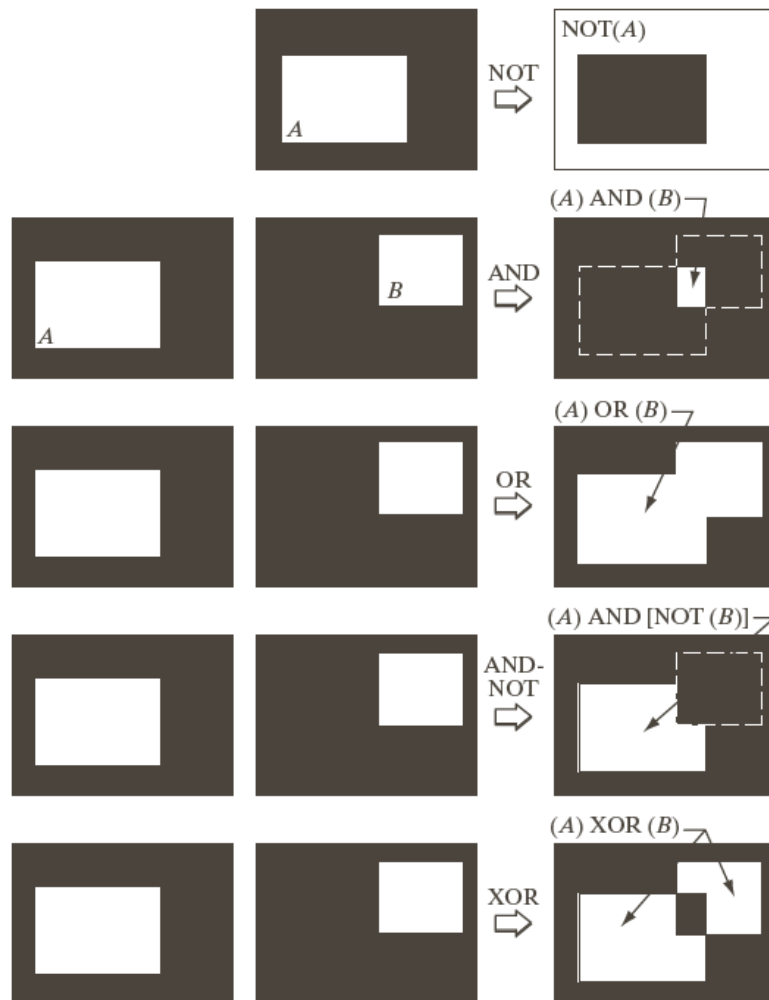 NOT(A)
NOT
A
(A) AND (B)
AND
B
A
(A) OR (B)
OR
(A) AND [NOT (B)]
AND-
NOT
(A) XOR (B)
XOR